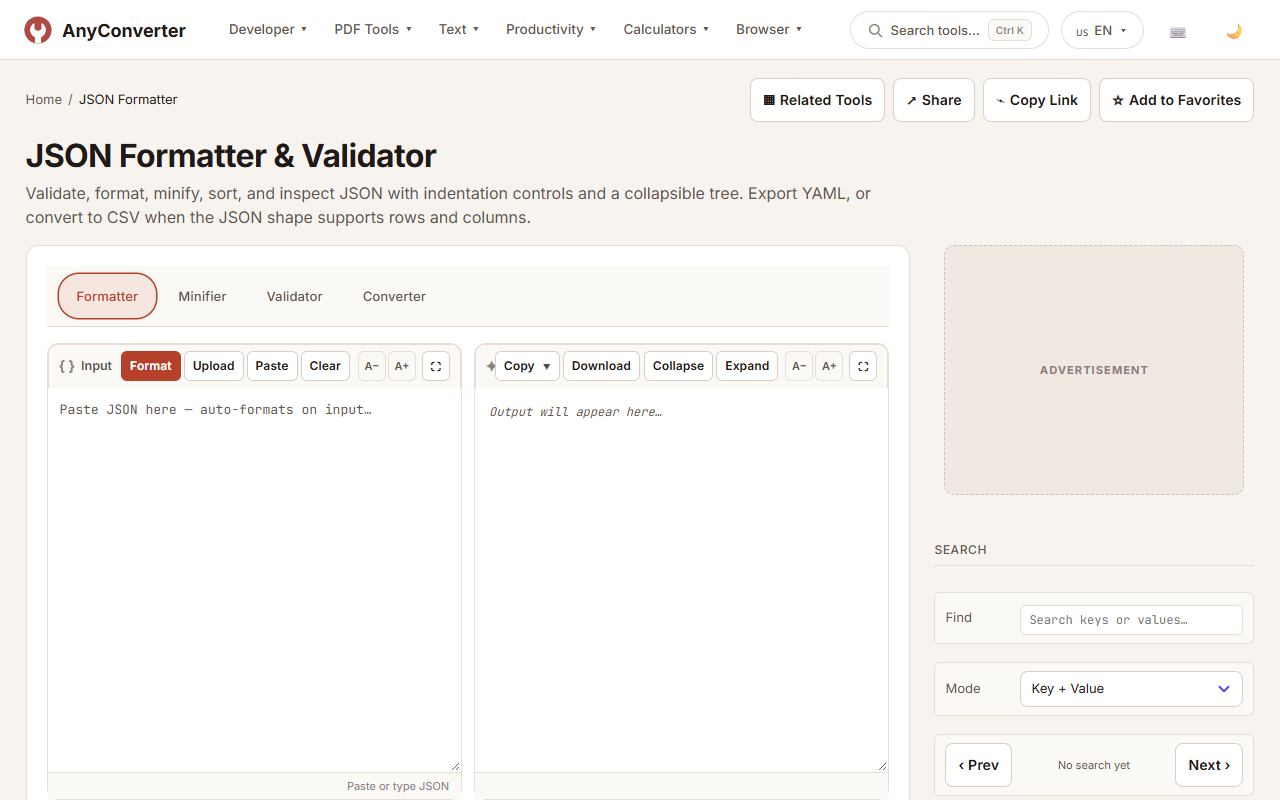 AnyConverter
Developer ▾ PDF Tools ▾ Text ▾ Productivity ▾ Calculators ▾ Browser ▾
Search tools... Ctrl K
US EN ▾
Home / JSON Formatter
Related Tools
↗ Share
Copy Link
☆ Add to Favorites
JSON Formatter & Validator
Validate, format, minify, sort, and inspect JSON with indentation controls and a collapsible tree. Export YAML, or
convert to CSV when the JSON shape supports rows and columns.
Formatter Minifier Validator Converter
{ } Input Format Upload Paste Clear A− A+
Paste JSON here — auto-formats on input…
Paste or type JSON
✦ Copy ▾ Download Collapse Expand A− A+
Output will appear here…
ADVERTISEMENT
SEARCH
Find Search keys or values…
Mode Key + Value
‹ Prev No search yet Next ›